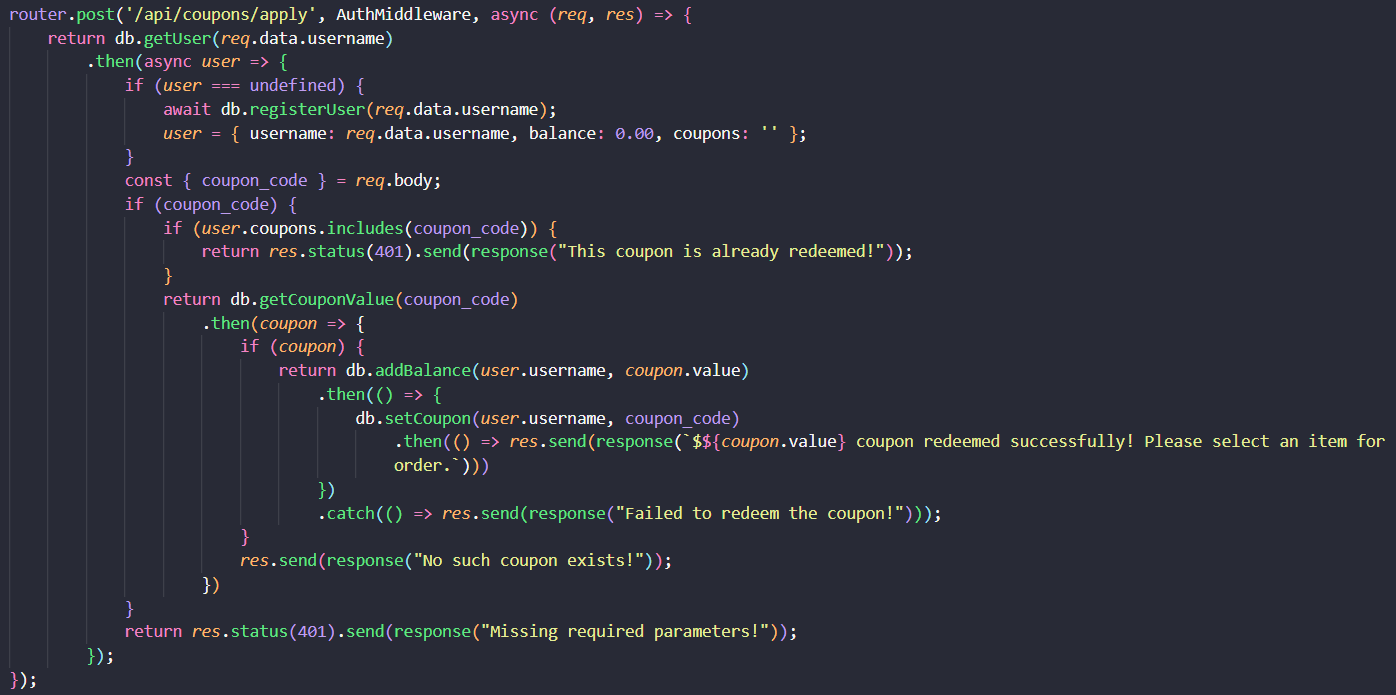 router.post('/api/coupons/apply', AuthMiddleware, async (req, res) => {
    return db.getUser(req.data.username)
        .then(async user => {
            if (user === undefined) {
                await db.registerUser(req.data.username);
                user = { username: req.data.username, balance: 0.00, coupons: '' };
            }
            const { coupon_code } = req.body;
            if (coupon_code) {
                if (user.coupons.includes(coupon_code)) {
                    return res.status(401).send(response("This coupon is already redeemed!"));
                }
                return db.getCouponValue(coupon_code)
                    .then(coupon => {
                        if (coupon) {
                            return db.addBalance(user.username, coupon.value)
                                .then(() => {
                                    db.setCoupon(user.username, coupon_code)
                                        .then(() => res.send(response(`$${coupon.value} coupon redeemed successfully! Please select an item for
                                        order.`)))
                                })
                                .catch(() => res.send(response("Failed to redeem the coupon!")));
                        }
                        res.send(response("No such coupon exists!"));
                    })
            }
            return res.status(401).send(response("Missing required parameters!"));
        });
});